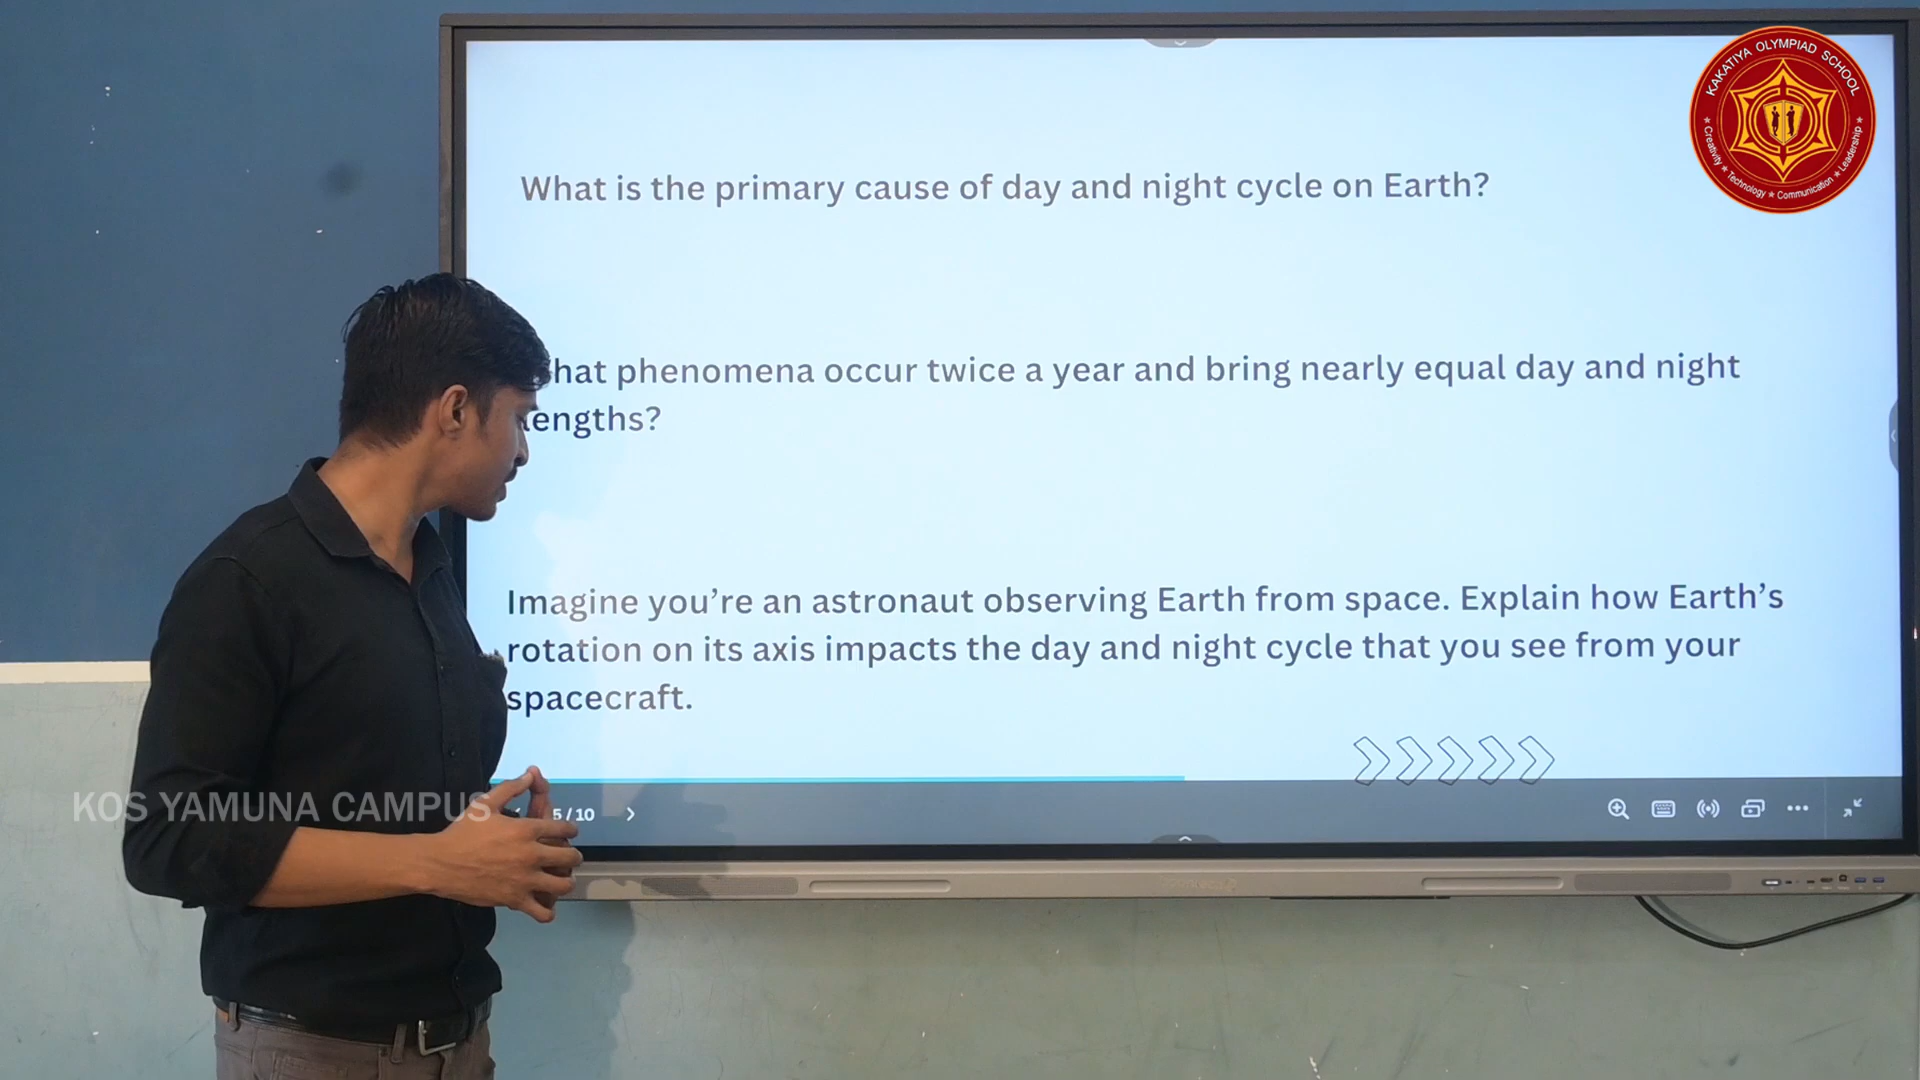 KAKATIYA OLYMPIAD SCHOOL
★ Creativity ★ Technology ★ Communication ★ Leadership ★
What is the primary cause of day and night cycle on Earth?
phenomena occur twice a year and bring nearly equal day and night
lengths?
Imagine you’re an astronaut observing Earth from space. Explain how Earth’s
rotation on its axis impacts the day and night cycle that you see from your
spacecraft.
KOS YAMUNA CAMPUS
5 / 10